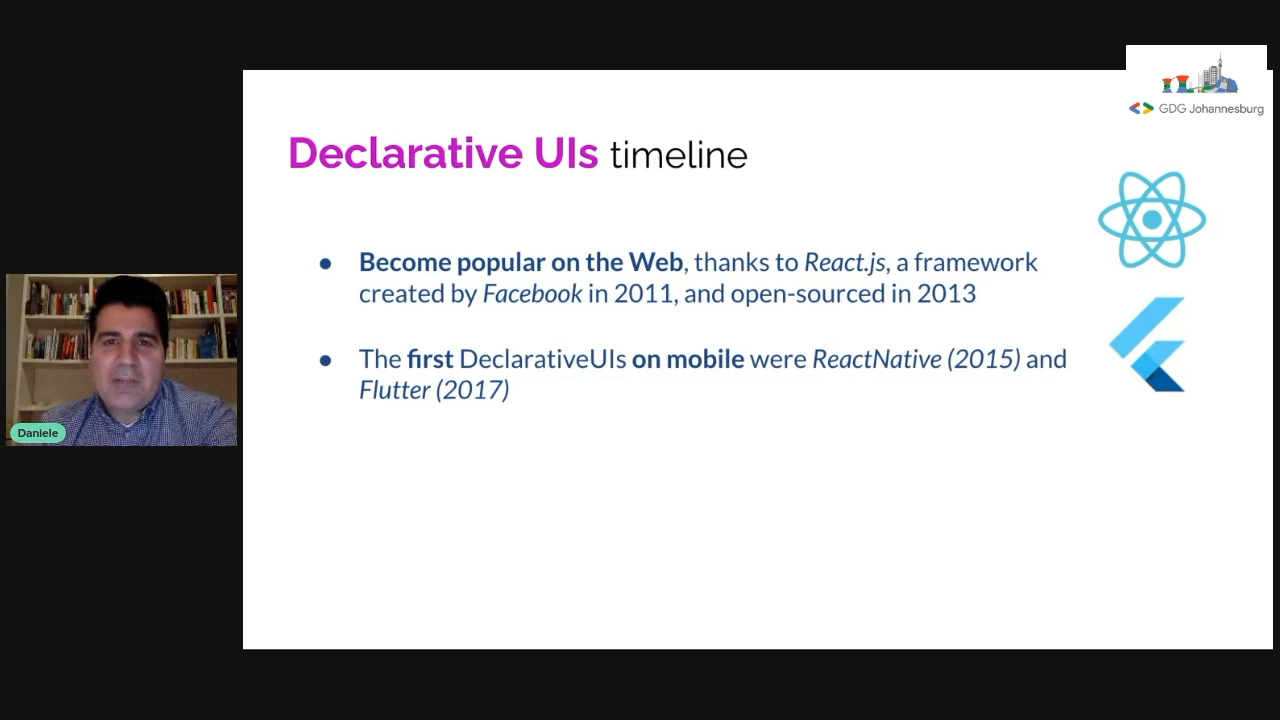 GDG Johannesburg
Declarative UIs timeline
● Become popular on the Web, thanks to React.js, a framework
created by Facebook in 2011, and open-sourced in 2013
● The first DeclarativeUIs on mobile were ReactNative (2015) and
Flutter (2017)
Daniele